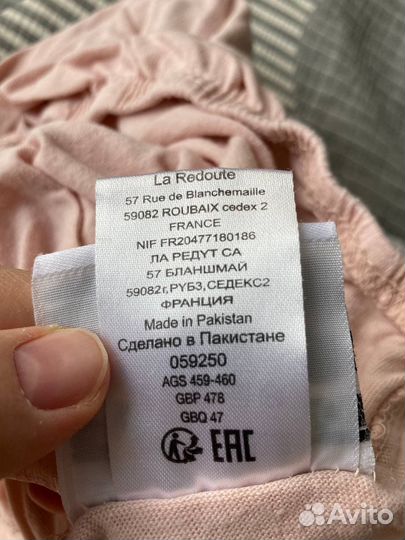 La Redoute
57 Rue de Blanchemaille
59082 ROUBAIX cedex 2
FRANCE
NIF FR20477180186
ЛА РЕДУТ СА
57 БЛАНШМАЙ
59082г,РУБЗ,СЕДЕКС2
ФРАНЦИЯ
Made in Pakistan
Сделано в Пакистане
059250
AGS 459-460
GBP 478
GBQ 47
EAC
Avito